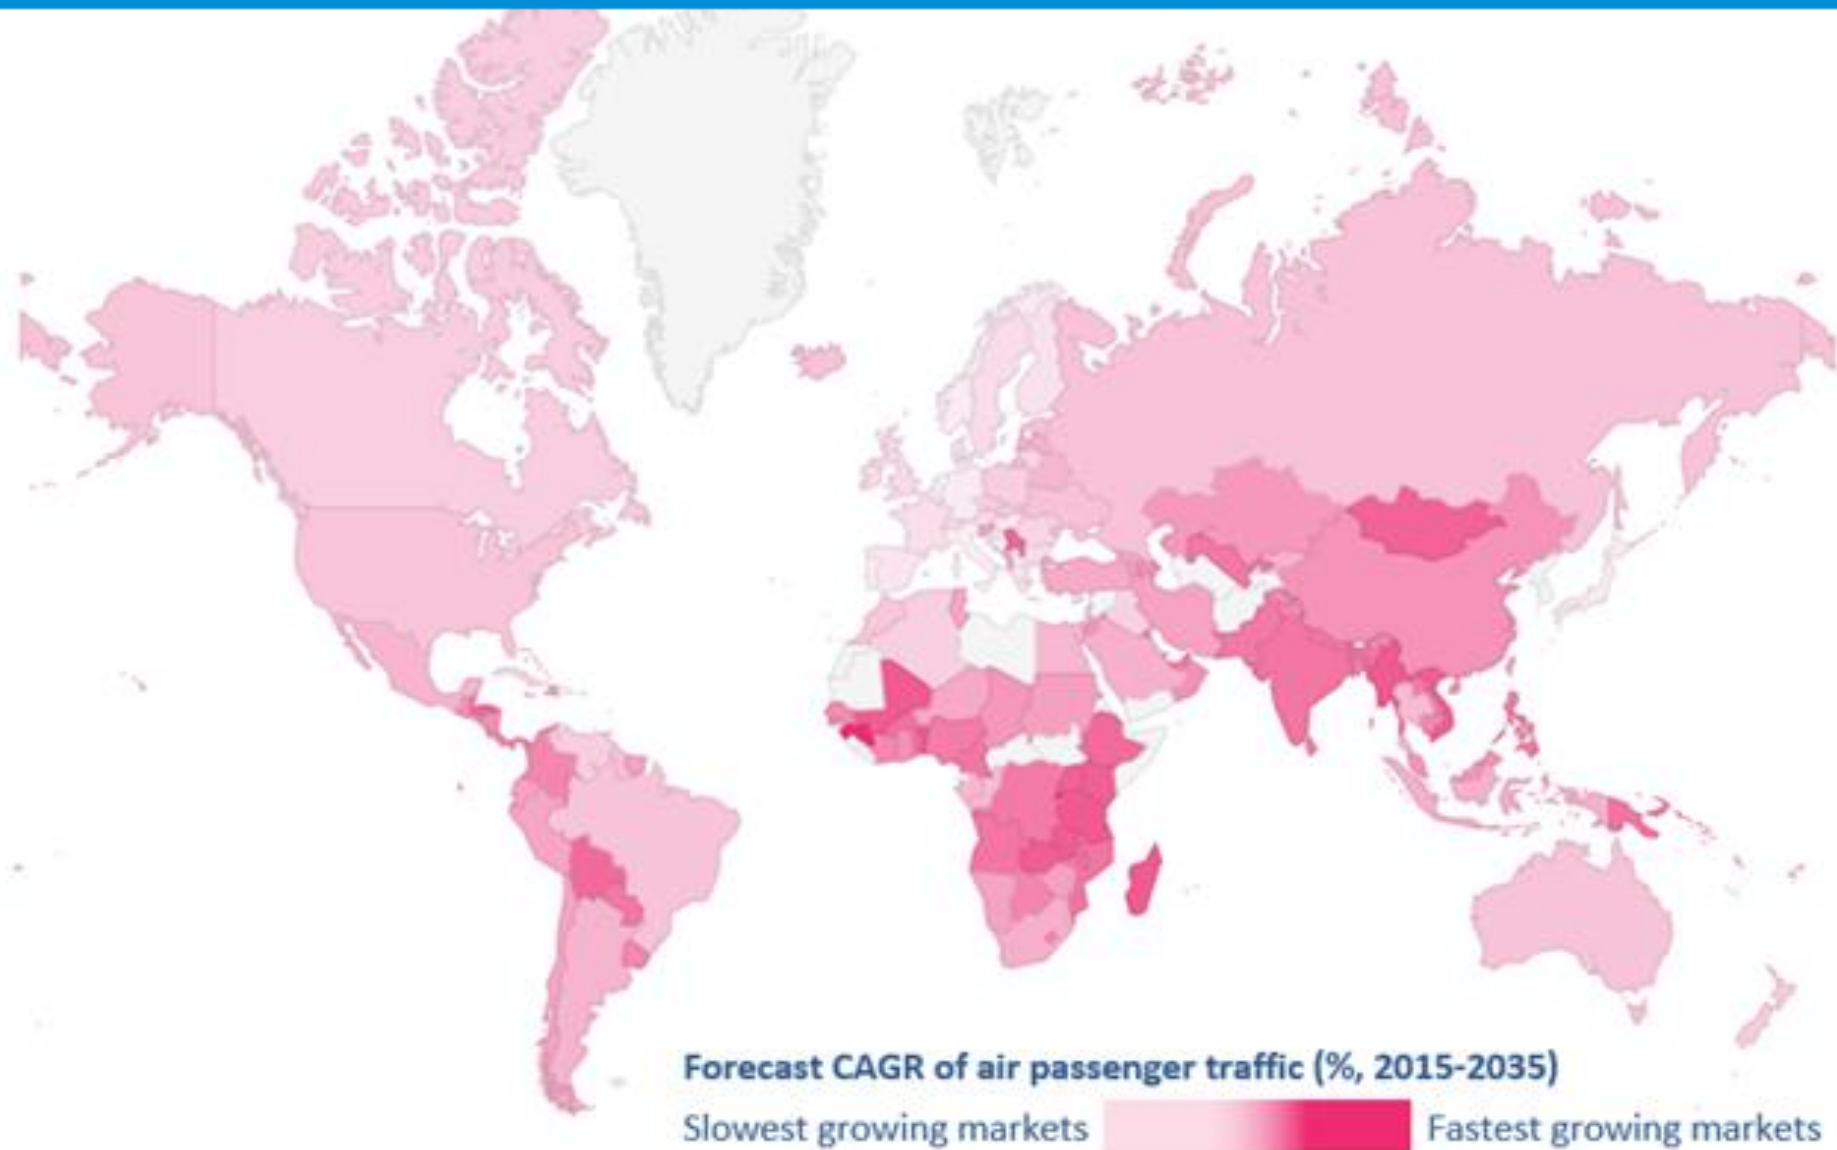 Forecast CAGR of air passenger traffic (%, 2015-2035)
Slowest growing markets Fastest growing markets